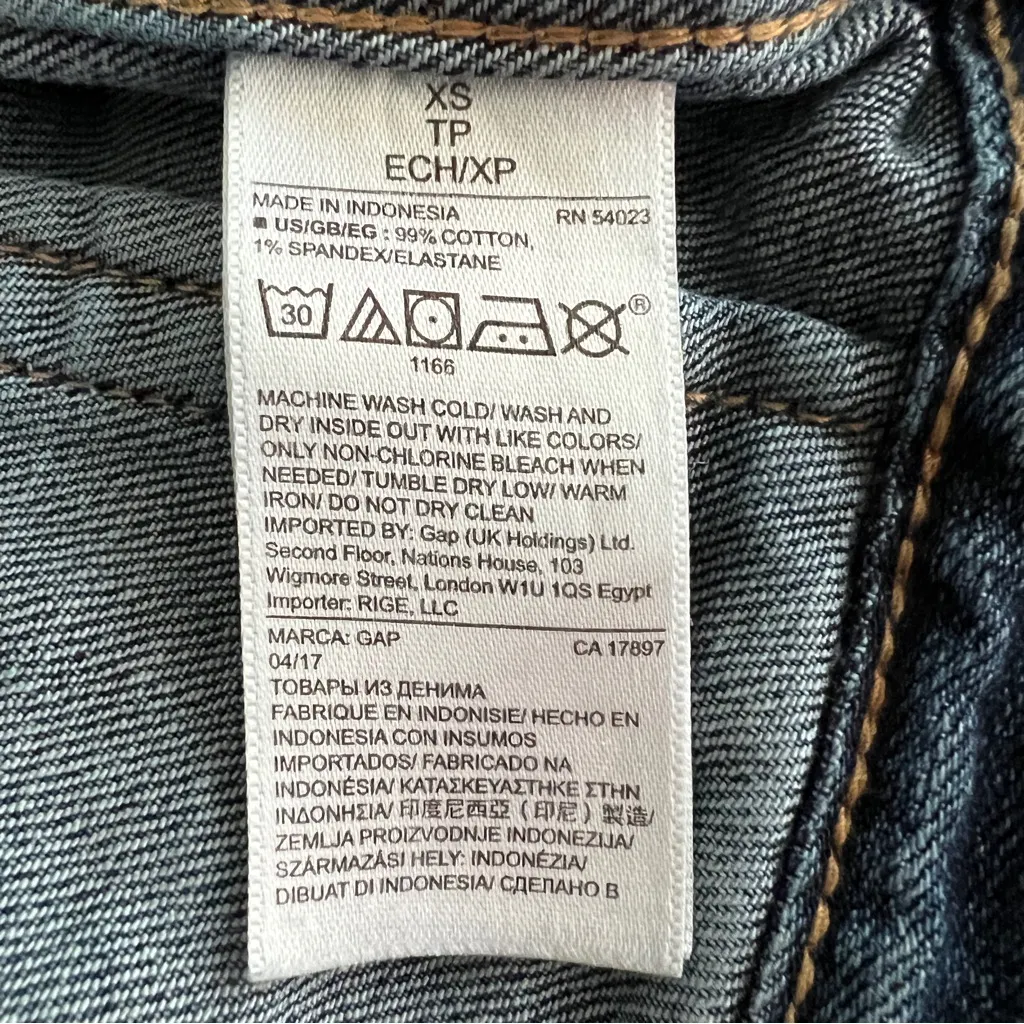 XS
TP
ECH/XP
MADE IN INDONESIA RN 54023
US/GB/EG : 99% COTTON,
1% SPANDEX/ELASTANE
30
®
1166
MACHINE WASH COLD/ WASH AND
DRY INSIDE OUT WITH LIKE COLORS/
ONLY NON-CHLORINE BLEACH WHEN
NEEDED/ TUMBLE DRY LOW/ WARM
IRON/ DO NOT DRY CLEAN
IMPORTED BY: Gap (UK Holdings) Ltd.
Second Floor, Nations House, 103
Wigmore Street, London W1U 1QS Egypt
Importer: RIGE, LLC
MARCA: GAP CA 17897
04/17
ТОВАРЫ ИЗ ДЕНИМА
FABRIQUE EN INDONISIE/ HECHO EN
INDONESIA CON INSUMOS
IMPORTADOS/ FABRICADO NA
INDONÉSIA/ ΚΑΤΑΣΚΕΥΑΣΤΗΚΕ ΣΤΗΝ
ΙΝΔΟΝΗΣΙΑ/ 印度尼西亞（印尼）製造/
ZEMLJA PROIZVODNJE INDONEZIJA/
SZÁRMAZÁSI HELY: INDONÉZIA/
DIBUAT DI INDONESIA/ СДЕЛАНО В